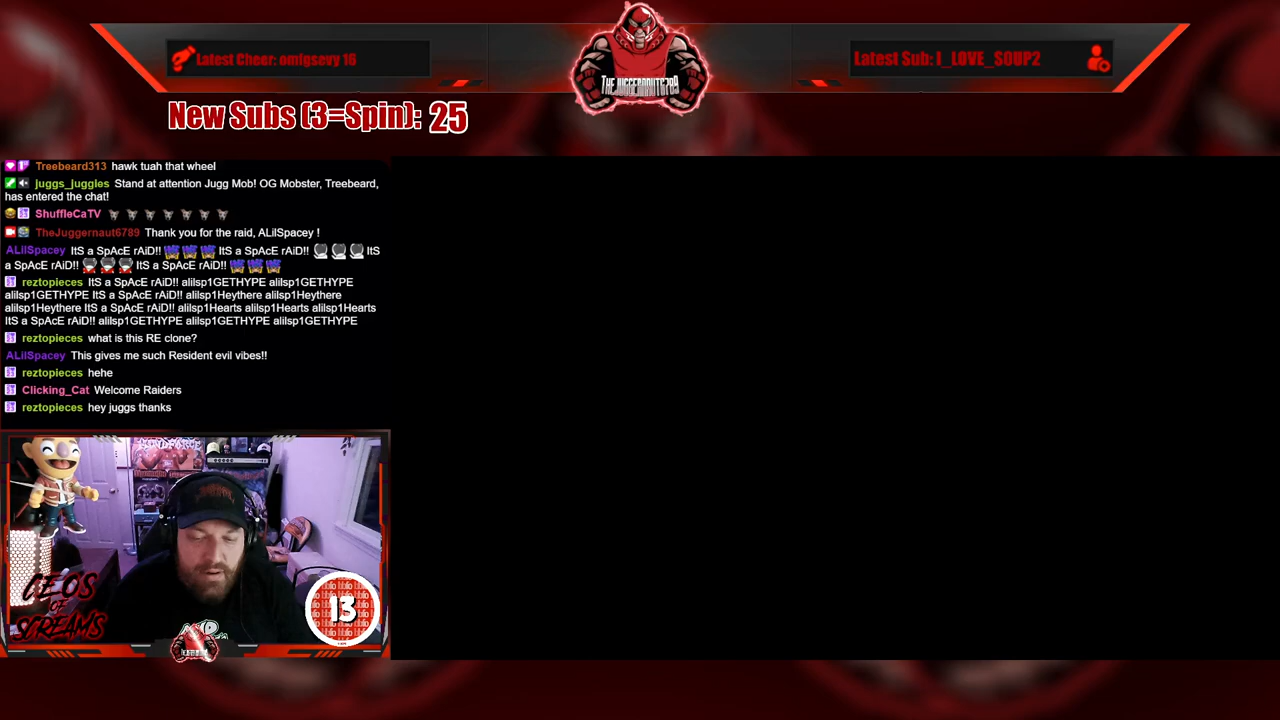 Latest Cheer: omfgsevy 16
THEJUGGERNAUT6789
Latest Sub: I_LOVE_SOUP2
New Subs (3=Spin): 25
Treebeard313 hawk tuah that wheel
juggs_juggles Stand at attention Jugg Mob! OG Mobster, Treebeard,
has entered the chat!
ShuffleCaTV
TheJuggernaut6789 Thank you for the raid, ALilSpacey !
ALilSpacey ItS a SpAcE rAiD!! ItS a SpAcE rAiD!! ItS
a SpAcE rAiD!! ItS a SpAcE rAiD!!
reztopieces ItS a SpAcE rAiD!! alilsp1GETHYPE alilsp1GETHYPE
alilsp1GETHYPE ItS a SpAcE rAiD!! alilsp1Heythere alilsp1Heythere
alilsp1Heythere ItS a SpAcE rAiD!! alilsp1Hearts alilsp1Hearts alilsp1Hearts
ItS a SpAcE rAiD!! alilsp1GETHYPE alilsp1GETHYPE alilsp1GETHYPE
reztopieces what is this RE clone?
ALilSpacey This gives me such Resident evil vibes!!
reztopieces hehe
Clicking_Cat Welcome Raiders
reztopieces hey juggs thanks
CEOS
OF
SCREAMS
13